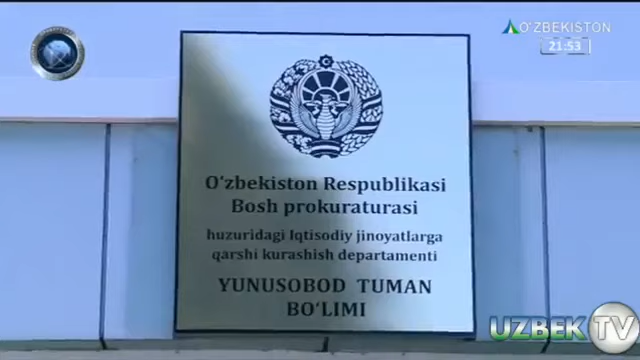 O'ZBEKISTON
21:53
O‘zbekiston Respublikasi
Bosh prokuraturasi
huzuridagi Iqtisodiy jinoyatlarga
qarshi kurashish departamenti
YUNUSOBOD TUMAN
BO‘LIMI
UZBEK TV